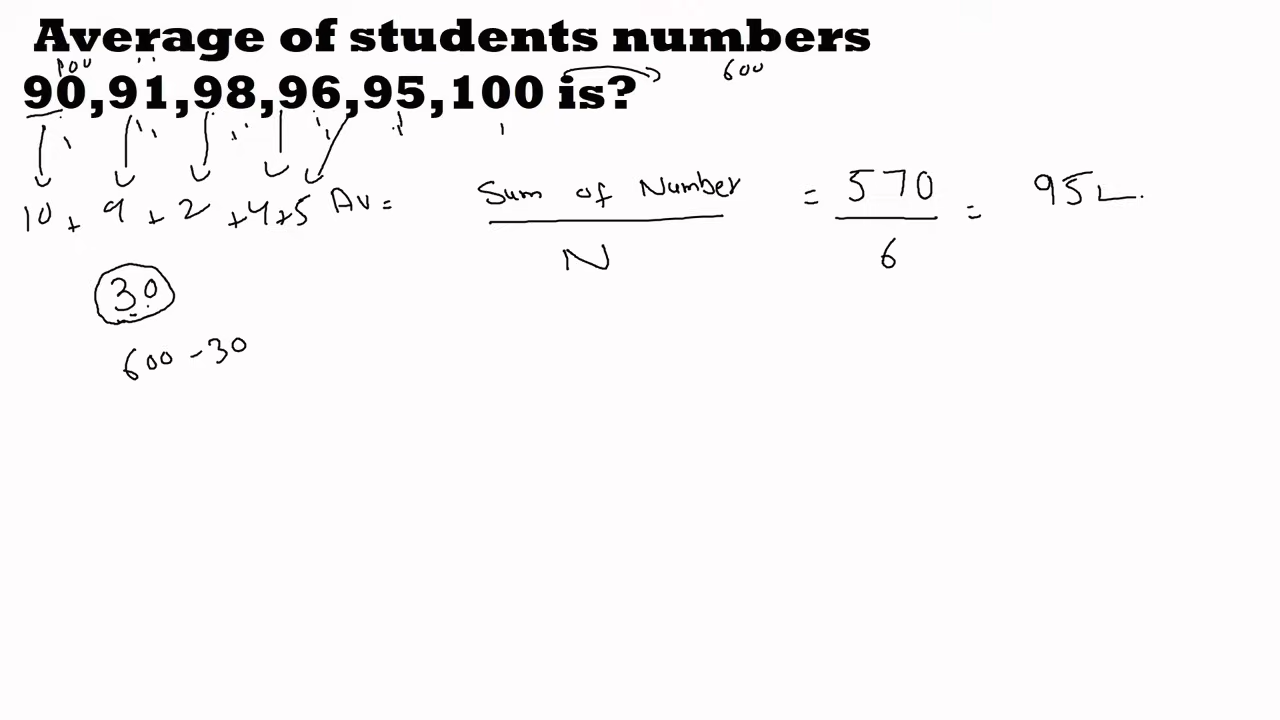 Average of students numbers
100 600
90,91,98,96,95,100 is?
10 + 9 + 2 + 4 + 5 Av = Sum of Number / N = 570 / 6 = 95
30
600 - 30